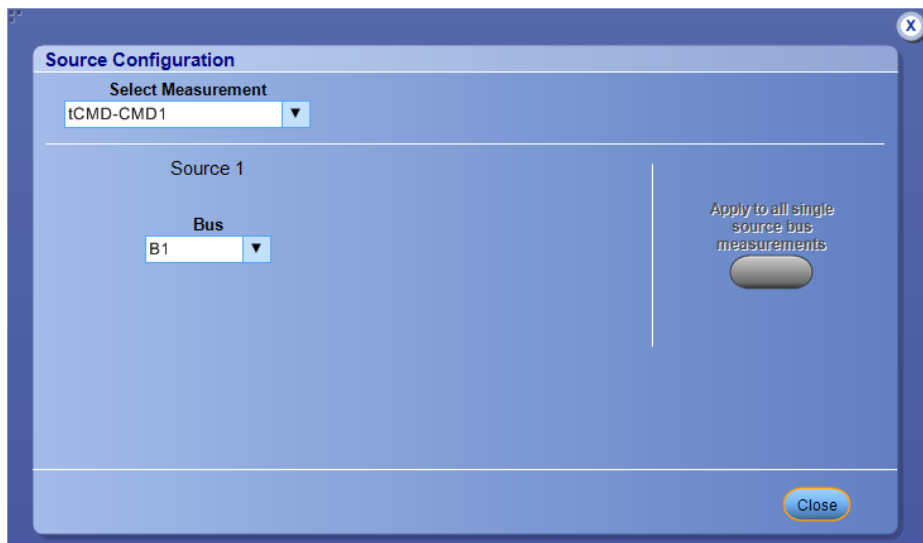 X
Source Configuration
Select Measurement
tCMD-CMD1
Source 1
Bus
B1
Apply to all single
source bus
measurements
Close